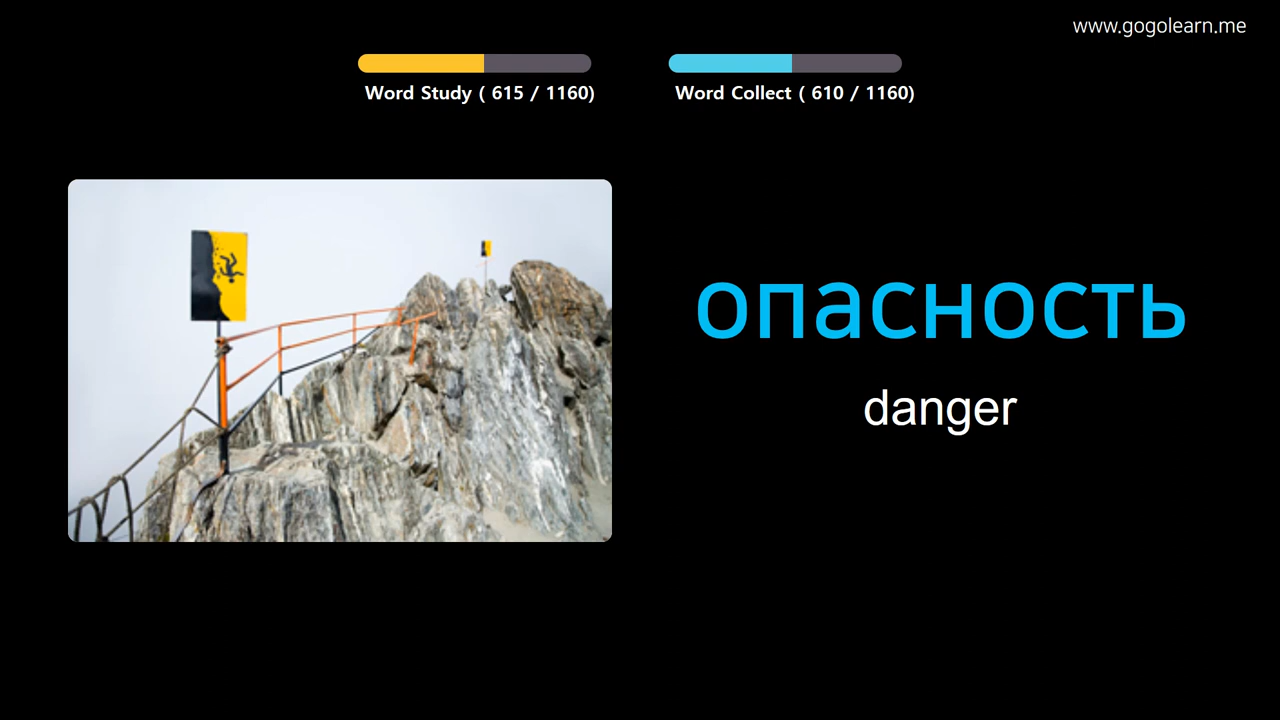 www.gogolearn.me
Word Study ( 615 / 1160)
Word Collect ( 610 / 1160)
опасность
danger